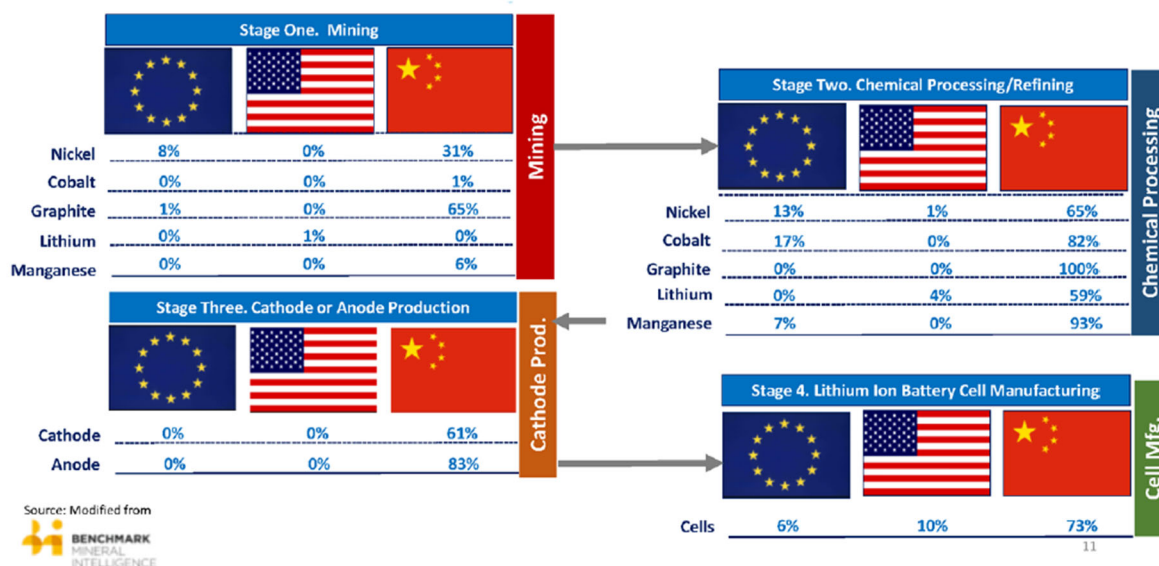 Stage One. Mining
Nickel 8% 0% 31%
Cobalt 0% 0% 1%
Graphite 1% 0% 65%
Lithium 0% 1% 0%
Manganese 0% 0% 6%
Mining
Stage Two. Chemical Processing/Refining
Nickel 13% 1% 65%
Cobalt 17% 0% 82%
Graphite 0% 0% 100%
Lithium 0% 4% 59%
Manganese 7% 0% 93%
Chemical Processing
Stage Three. Cathode or Anode Production
Cathode 0% 0% 61%
Anode 0% 0% 83%
Cathode Prod.
Stage 4. Lithium Ion Battery Cell Manufacturing
Cells 6% 10% 73%
Cell Mfg.
11
Source: Modified from
BENCHMARK
MINERAL
INTELLIGENCE